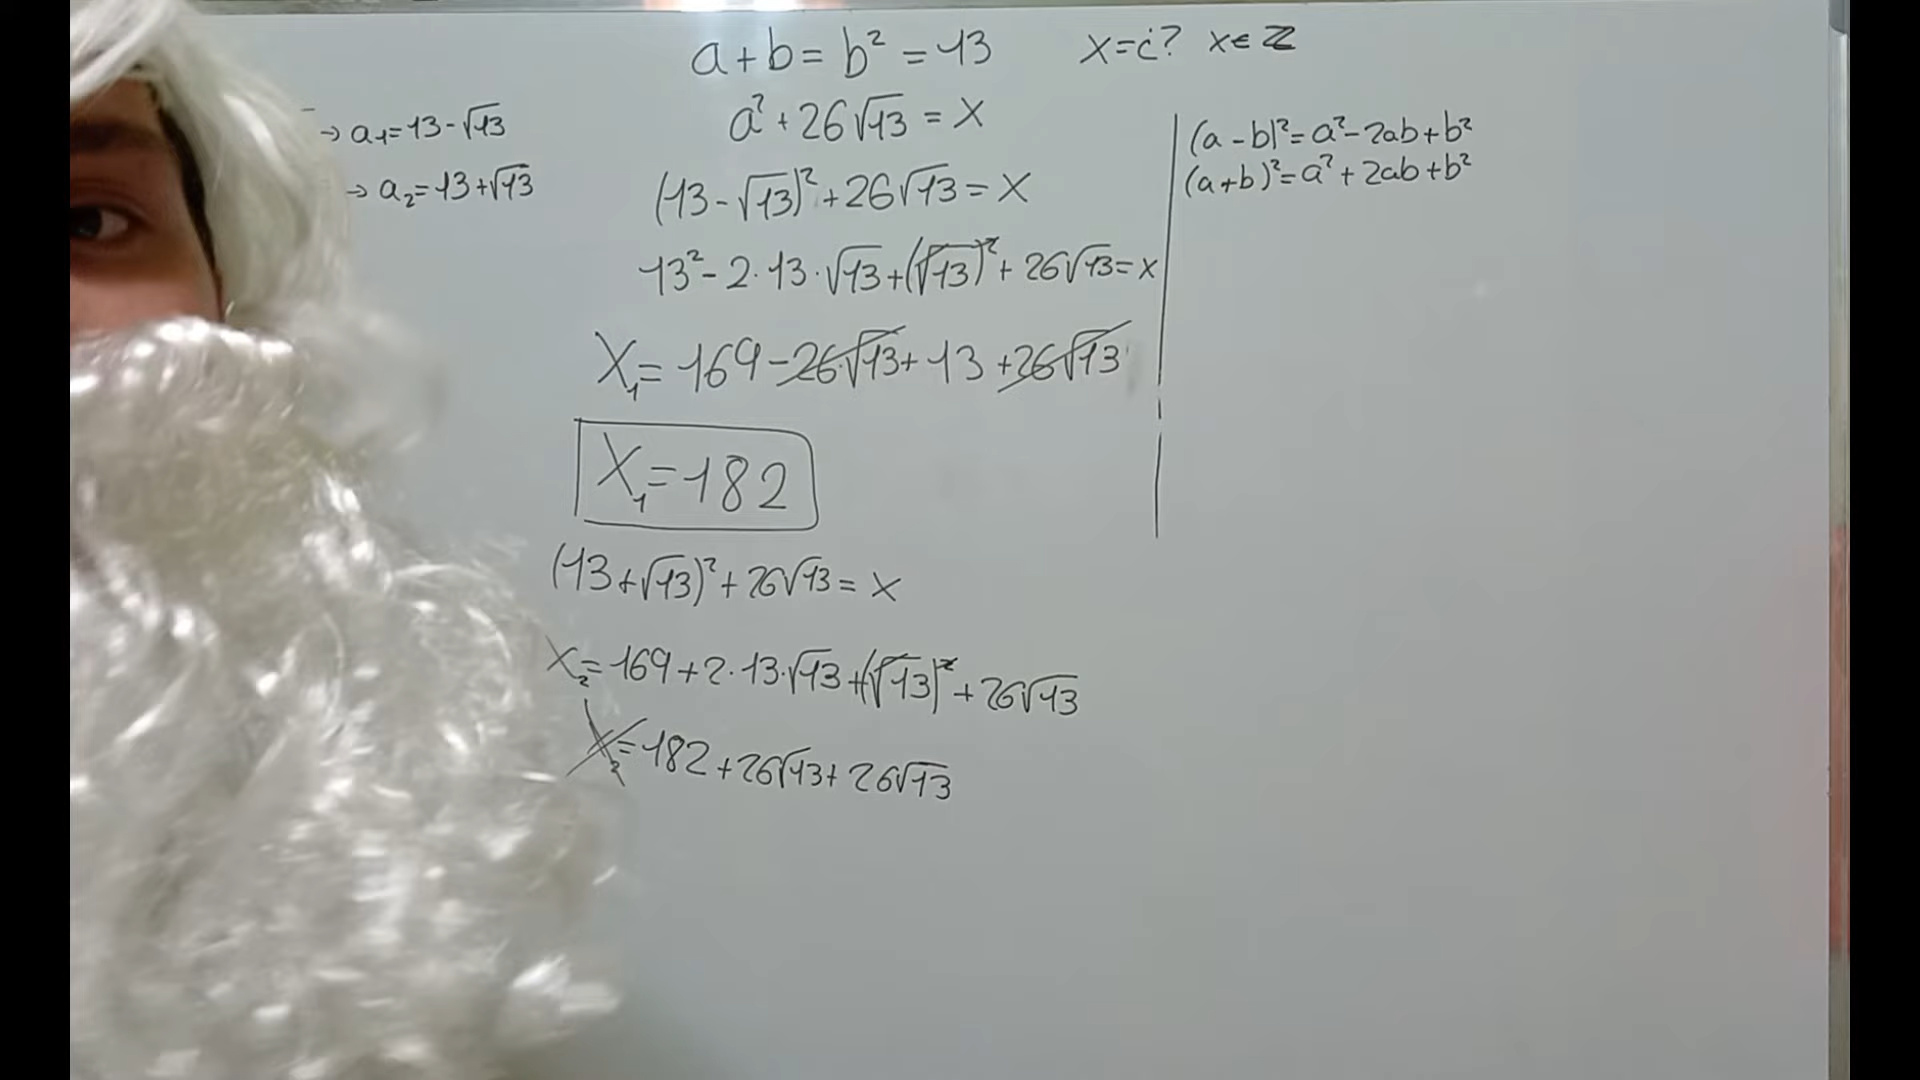 a+b=b²=13
x=¿? x∈ℤ
→ a₁=13-√13
→ a₂=13+√13
a²+26√13=x
(13-√13)²+26√13=x
13²-2·13·√13+(√13)²+26√13=x
X₁=169-26√13+13+26√13
X₁=182
(13+√13)²+26√13=x
X₂=169+2·13·√13+(√13)²+26√13
X₂=182+26√13+26√13
(a-b)²=a²-2ab+b²
(a+b)²=a²+2ab+b²